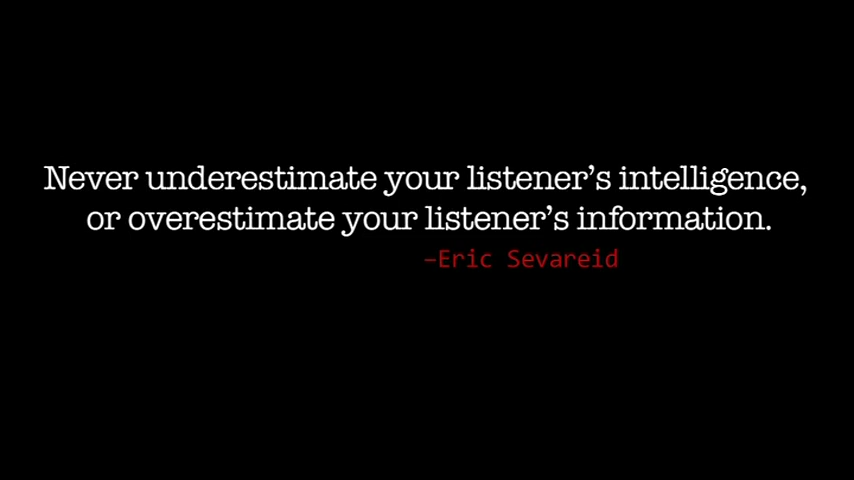 Never underestimate your listener’s intelligence,
or overestimate your listener’s information.
–Eric Sevareid